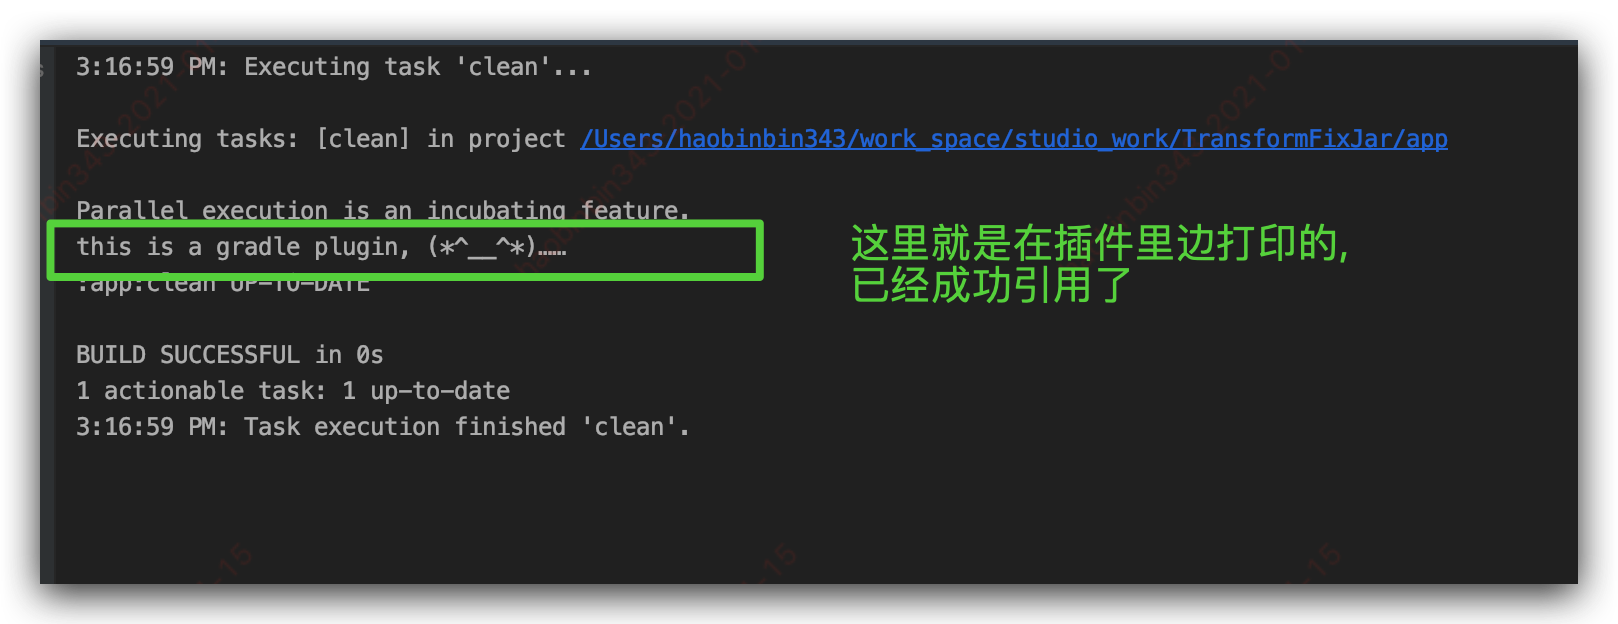 3:16:59 PM: Executing task 'clean'...
Executing tasks: [clean] in project /Users/haobinbin343/work_space/studio_work/TransformFixJar/app
Parallel execution is an incubating feature.
this is a gradle plugin, (*^__^*)……
:app:clean UP-TO-DATE
这里就是在插件里边打印的,
已经成功引用了
BUILD SUCCESSFUL in 0s
1 actionable task: 1 up-to-date
3:16:59 PM: Task execution finished 'clean'.